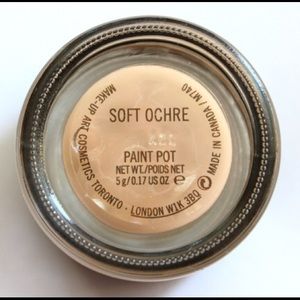 SOFT OCHRE
PAINT POT
NET WT./POIDS NET
5 g/0.17 US OZ e
MAKE-UP ART COSMETICS TORONTO - LONDON W1K 3BQ
MADE IN CANADA / M740